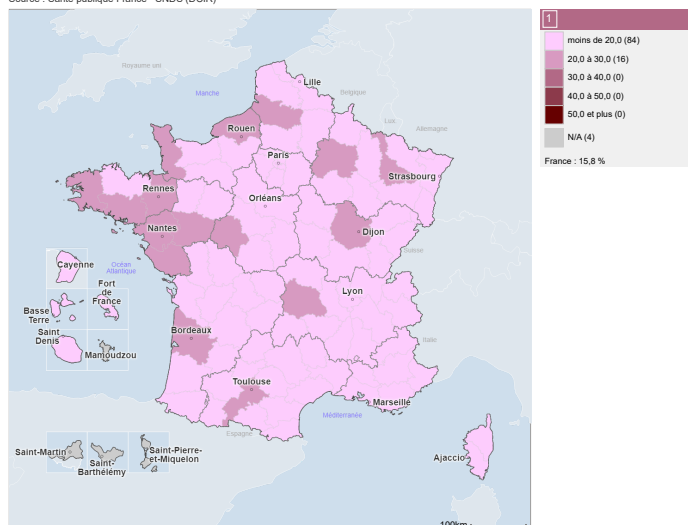 Source : Santé publique France - SNDS (DCIR)
1
moins de 20,0 (84)
20,0 à 30,0 (16)
30,0 à 40,0 (0)
40,0 à 50,0 (0)
50,0 et plus (0)
N/A (4)
France : 15,8 %
Royaume uni
Lille
Manche
Belgique
Lux
Allemagne
Rouen
Paris
Strasbourg
Rennes
Orléans
Nantes
Dijon
Suisse
Cayenne
Océan
Atlantique
Fort
de
France
Lyon
Basse
Terre
Saint
Denis
Mamoudzou
Bordeaux
Italie
Toulouse
Marseille
Méditerranée
Espagne
Saint-Martin
Saint-
Barthélémy
Saint-Pierre-
et-Miquelon
Ajaccio
100km